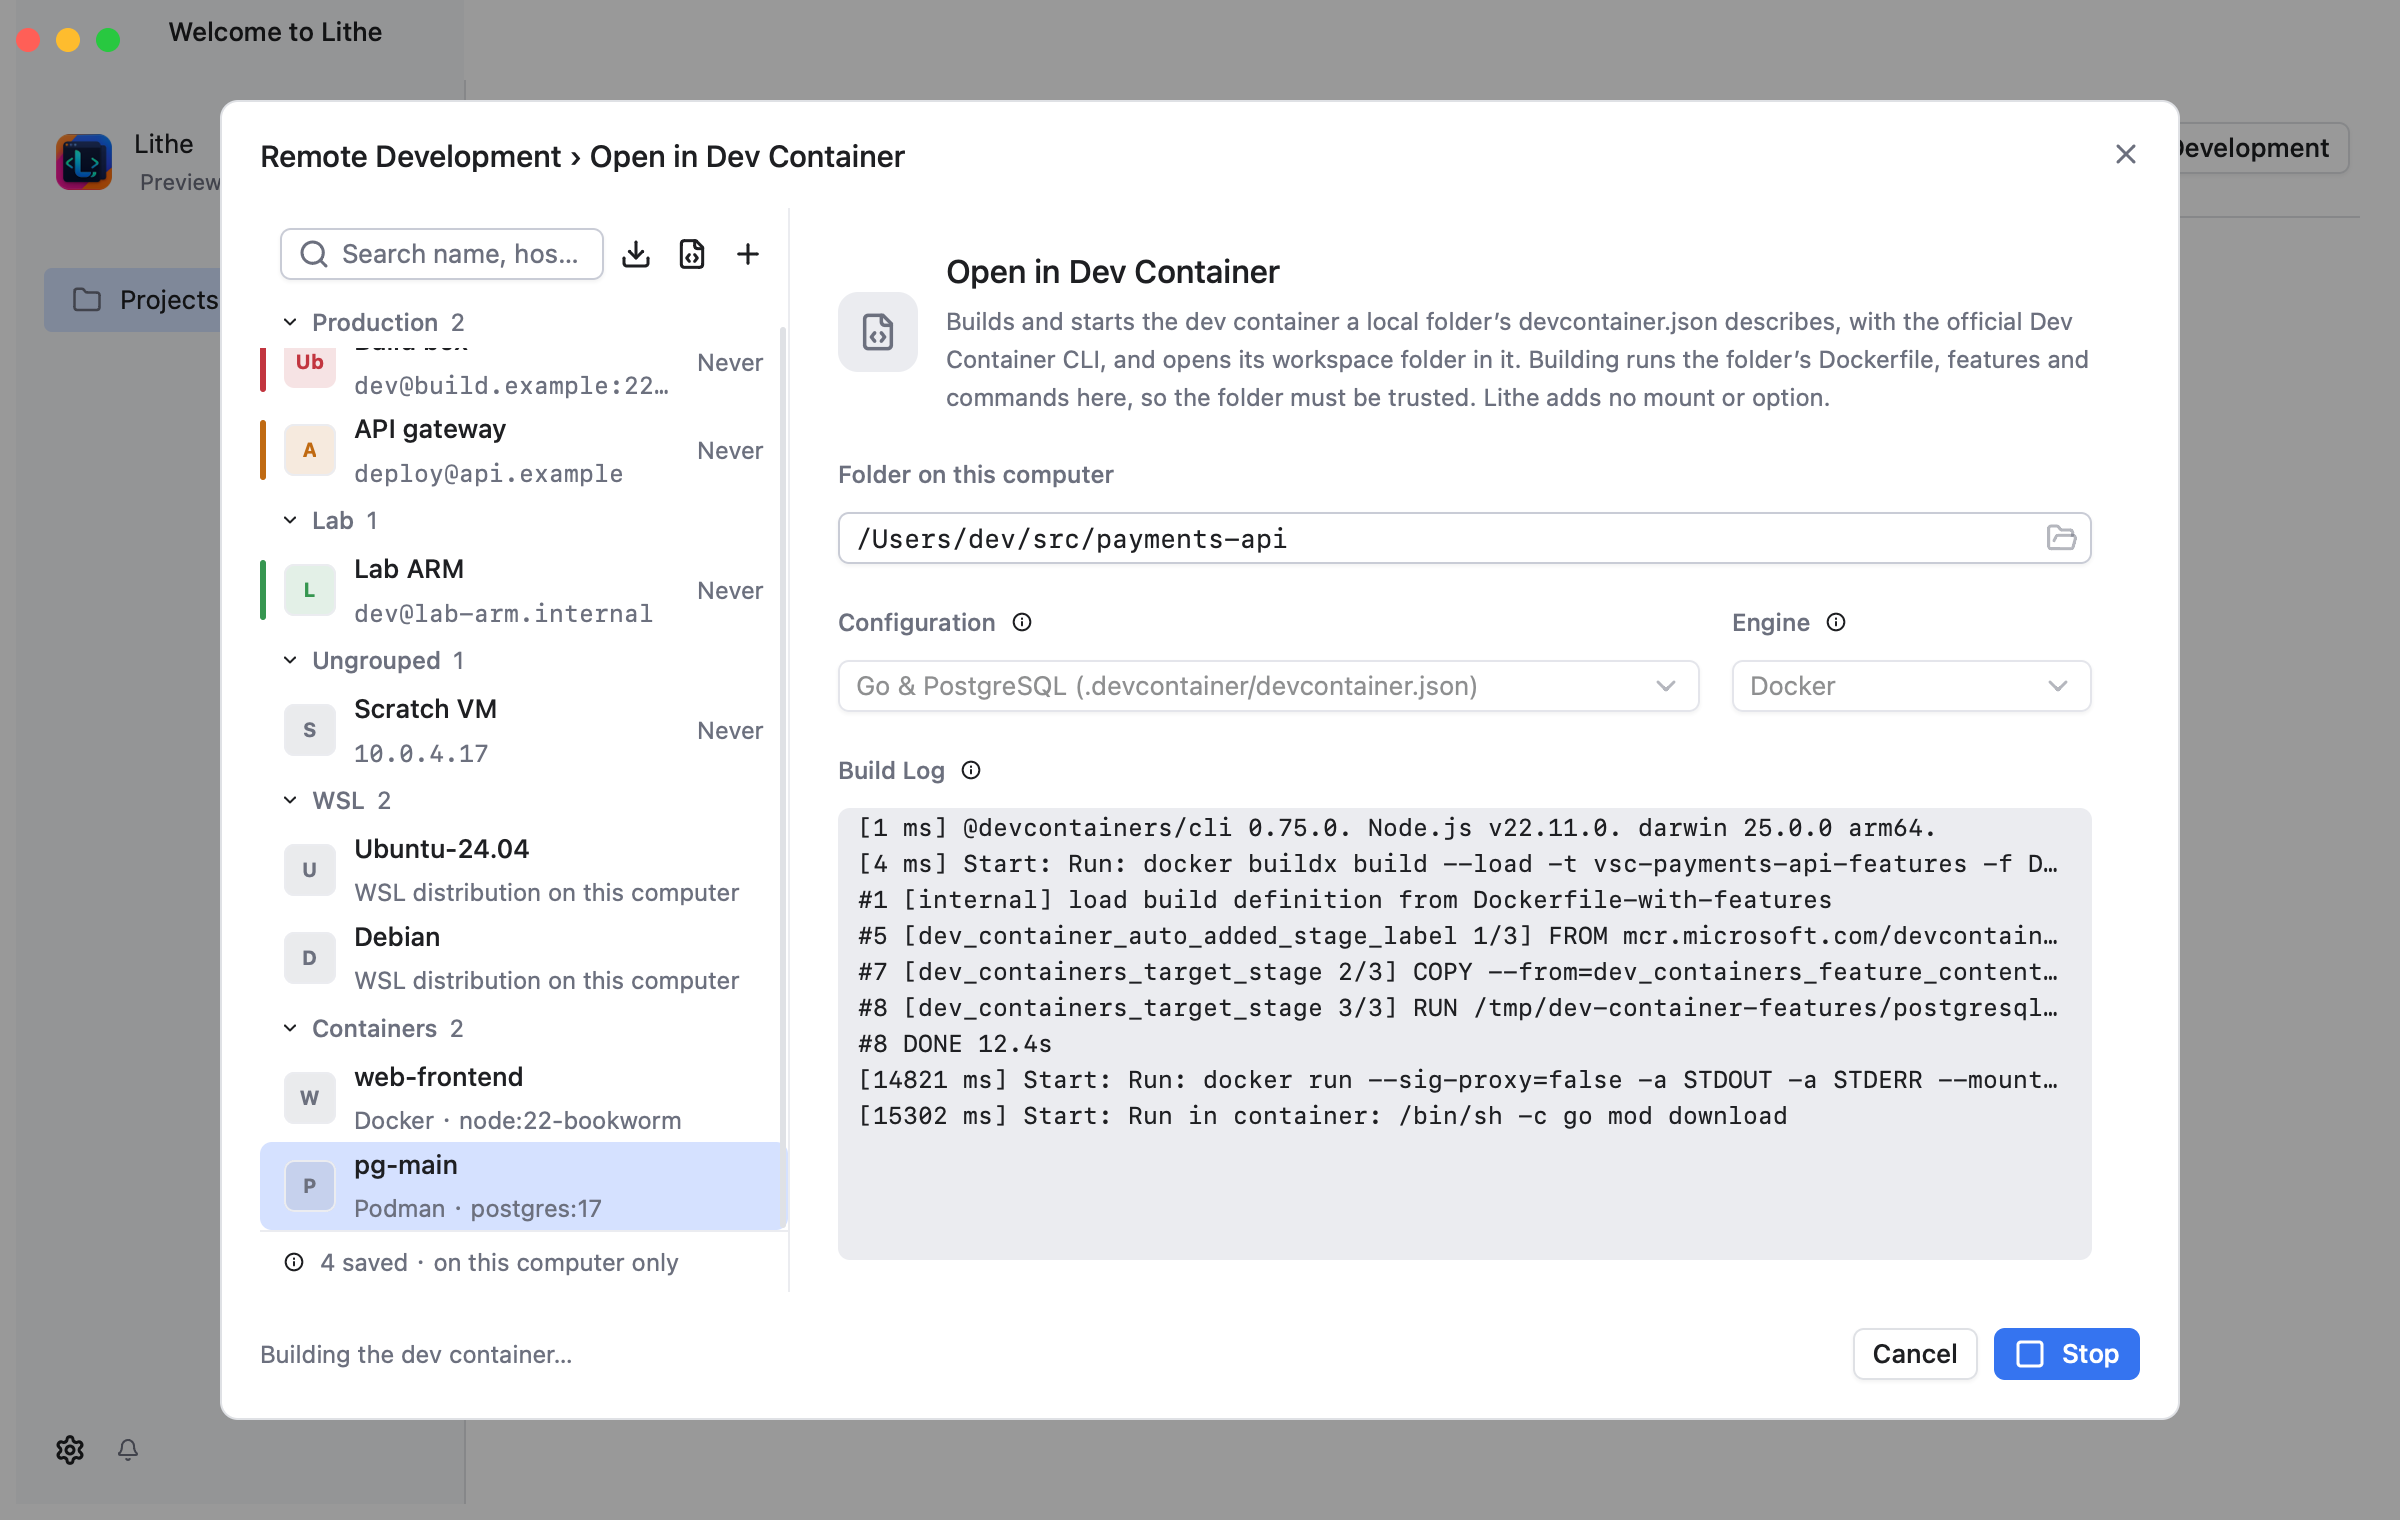 Welcome to Lithe
Lithe
Preview
Projects
Development
Remote Development › Open in Dev Container
Search name, hos...
Production 2
Ub
Build box
dev@build.example:22…
Never
A
API gateway
deploy@api.example
Never
Lab 1
L
Lab ARM
dev@lab-arm.internal
Never
Ungrouped 1
S
Scratch VM
10.0.4.17
Never
WSL 2
U
Ubuntu-24.04
WSL distribution on this computer
D
Debian
WSL distribution on this computer
Containers 2
W
web-frontend
Docker · node:22-bookworm
P
pg-main
Podman · postgres:17
4 saved · on this computer only
Open in Dev Container
Builds and starts the dev container a local folder’s devcontainer.json describes, with the official Dev
Container CLI, and opens its workspace folder in it. Building runs the folder’s Dockerfile, features and
commands here, so the folder must be trusted. Lithe adds no mount or option.
Folder on this computer
/Users/dev/src/payments-api
Configuration
Engine
Go & PostgreSQL (.devcontainer/devcontainer.json)
Docker
Build Log
[1 ms] @devcontainers/cli 0.75.0. Node.js v22.11.0. darwin 25.0.0 arm64.
[4 ms] Start: Run: docker buildx build --load -t vsc-payments-api-features -f D…
#1 [internal] load build definition from Dockerfile-with-features
#5 [dev_container_auto_added_stage_label 1/3] FROM mcr.microsoft.com/devcontain…
#7 [dev_containers_target_stage 2/3] COPY --from=dev_containers_feature_content…
#8 [dev_containers_target_stage 3/3] RUN /tmp/dev-container-features/postgresql…
#8 DONE 12.4s
[14821 ms] Start: Run: docker run --sig-proxy=false -a STDOUT -a STDERR --mount…
[15302 ms] Start: Run in container: /bin/sh -c go mod download
Building the dev container...
Cancel
Stop